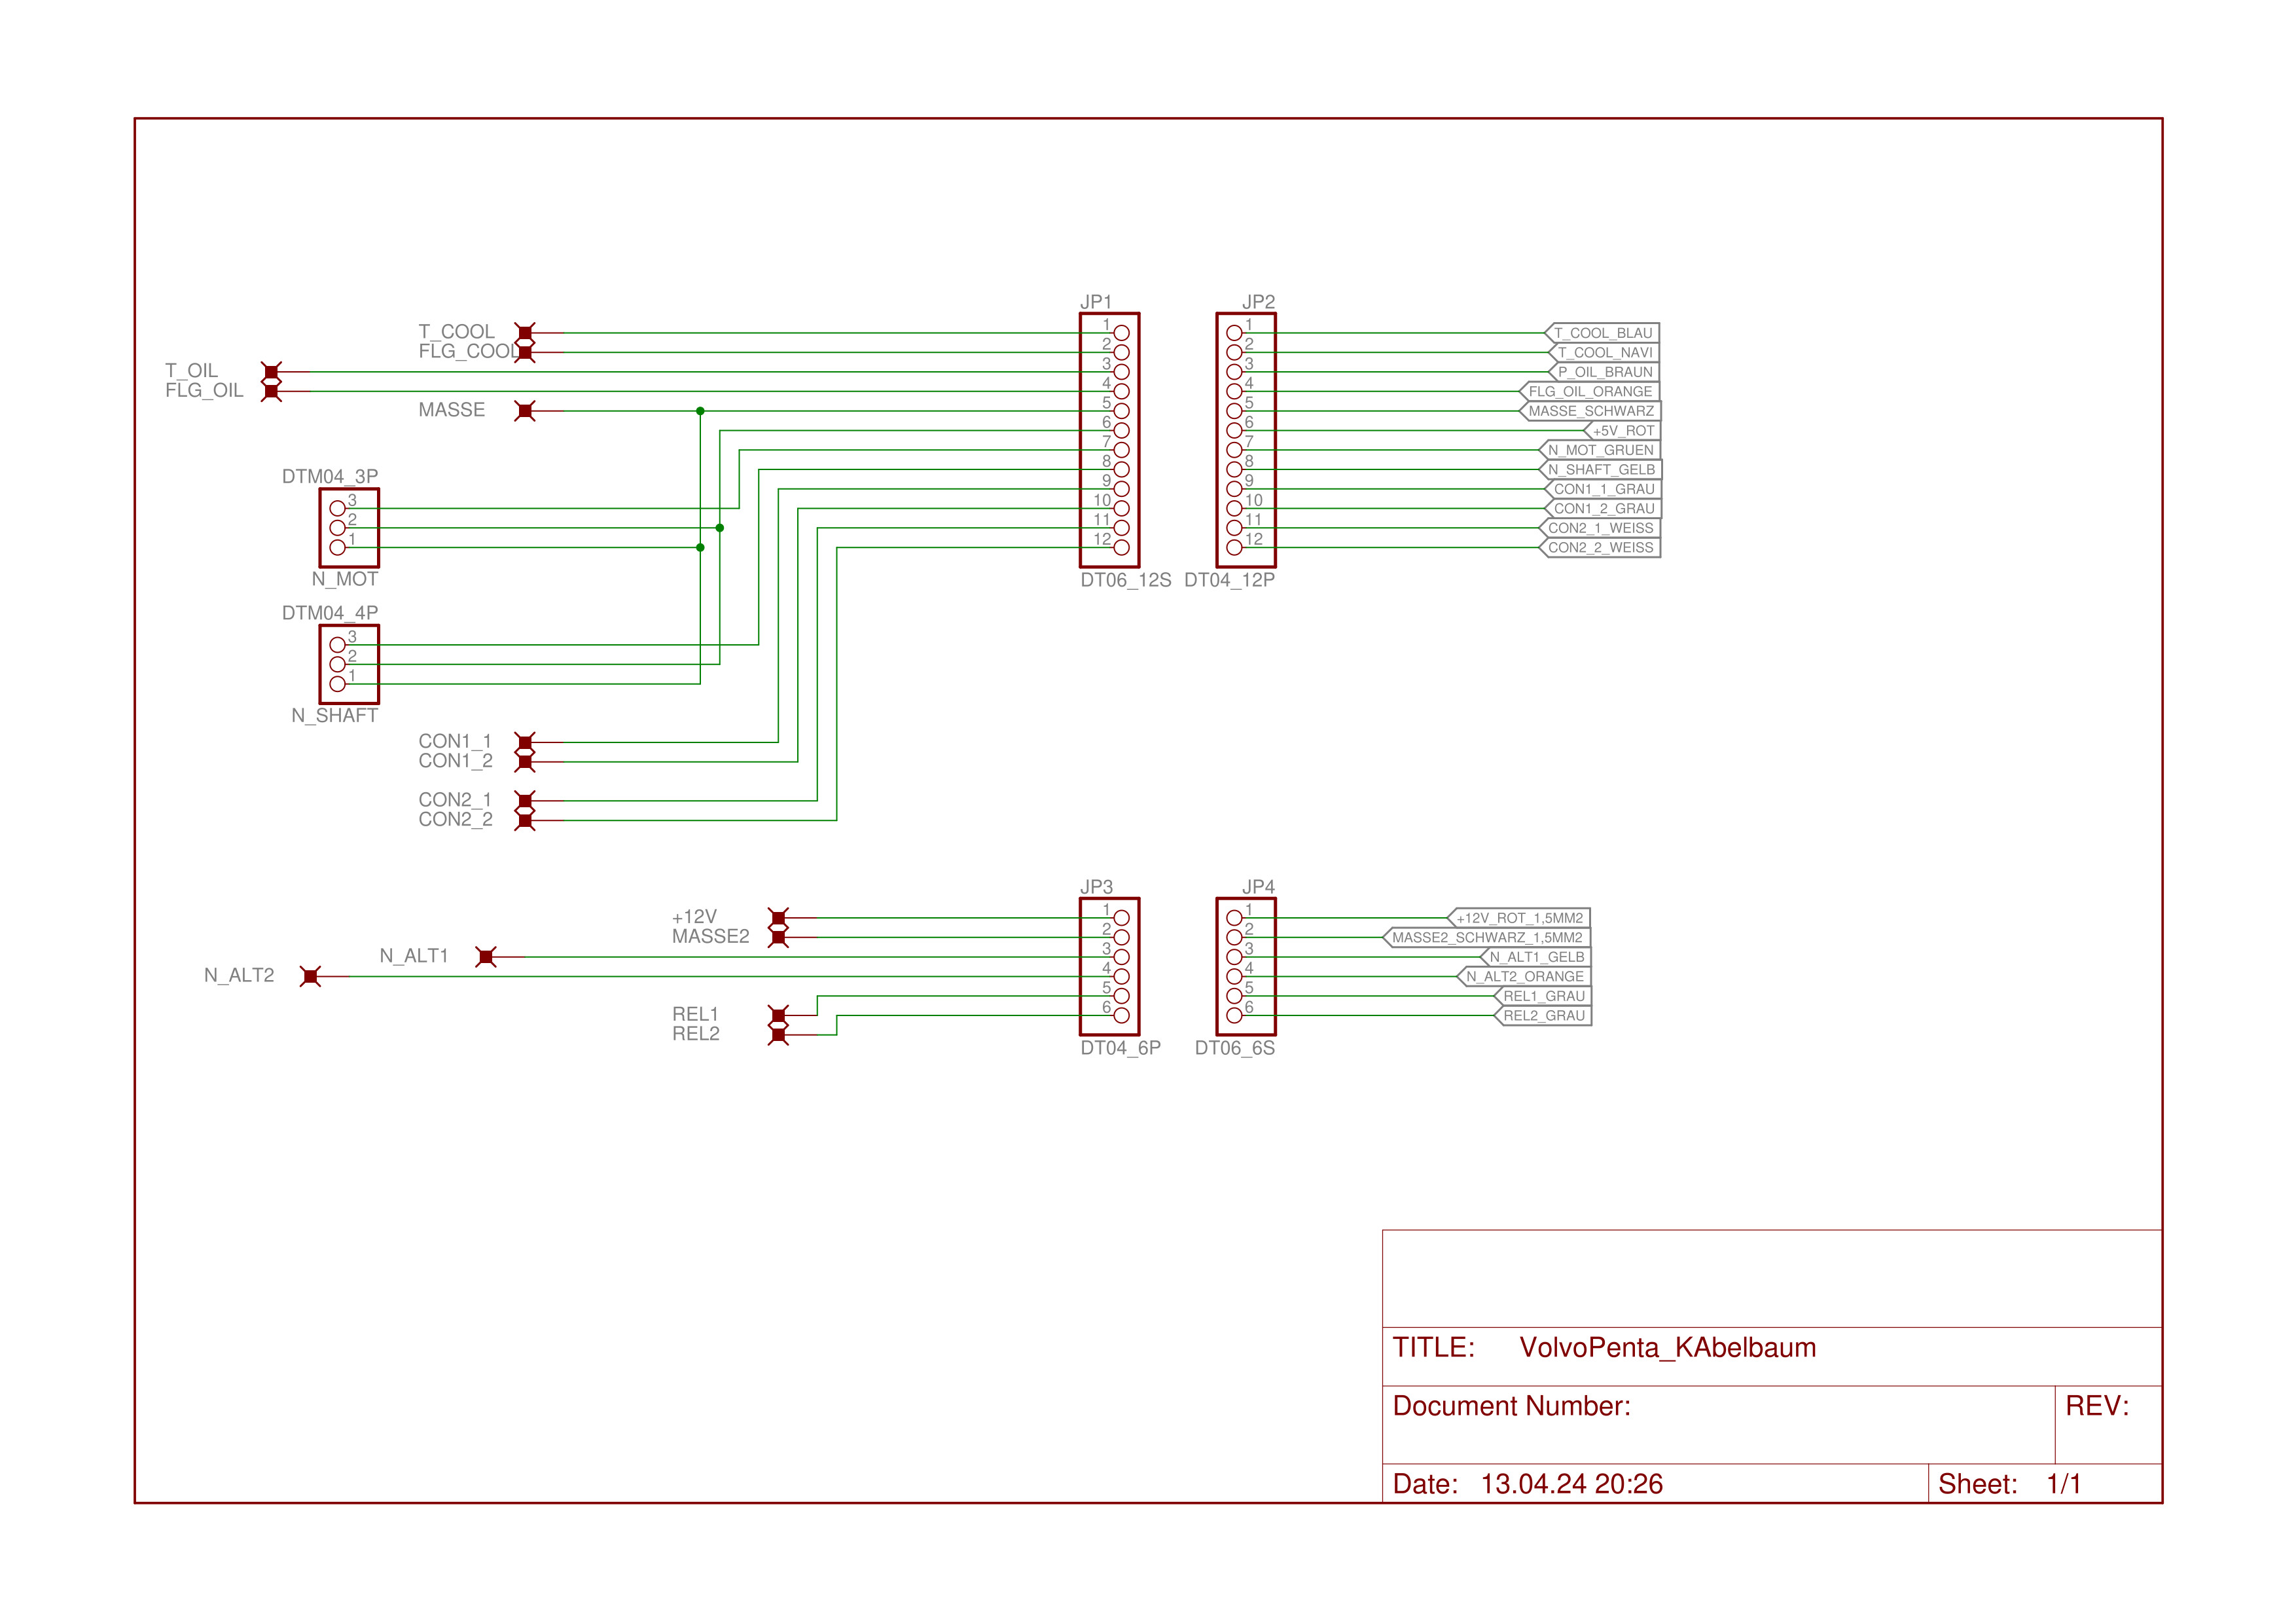 JP1
JP2
T_COOL
FLG_COOL
T_OIL
FLG_OIL
MASSE
1
2
3
4
5
6
7
8
9
10
11
12
1
2
3
4
5
6
7
8
9
10
11
12
T_COOL_BLAU
T_COOL_NAVI
P_OIL_BRAUN
FLG_OIL_ORANGE
MASSE_SCHWARZ
+5V_ROT
N_MOT_GRUEN
N_SHAFT_GELB
CON1_1_GRAU
CON1_2_GRAU
CON2_1_WEISS
CON2_2_WEISS
DTM04_3P
3
2
1
N_MOT
DT06_12S
DT04_12P
DTM04_4P
3
2
1
N_SHAFT
CON1_1
CON1_2
CON2_1
CON2_2
JP3
JP4
+12V
MASSE2
N_ALT1
N_ALT2
REL1
REL2
1
2
3
4
5
6
1
2
3
4
5
6
+12V_ROT_1,5MM2
MASSE2_SCHWARZ_1,5MM2
N_ALT1_GELB
N_ALT2_ORANGE
REL1_GRAU
REL2_GRAU
DT04_6P
DT06_6S
TITLE: VolvoPenta_KAbelbaum
Document Number:
REV:
Date: 13.04.24 20:26
Sheet: 1/1